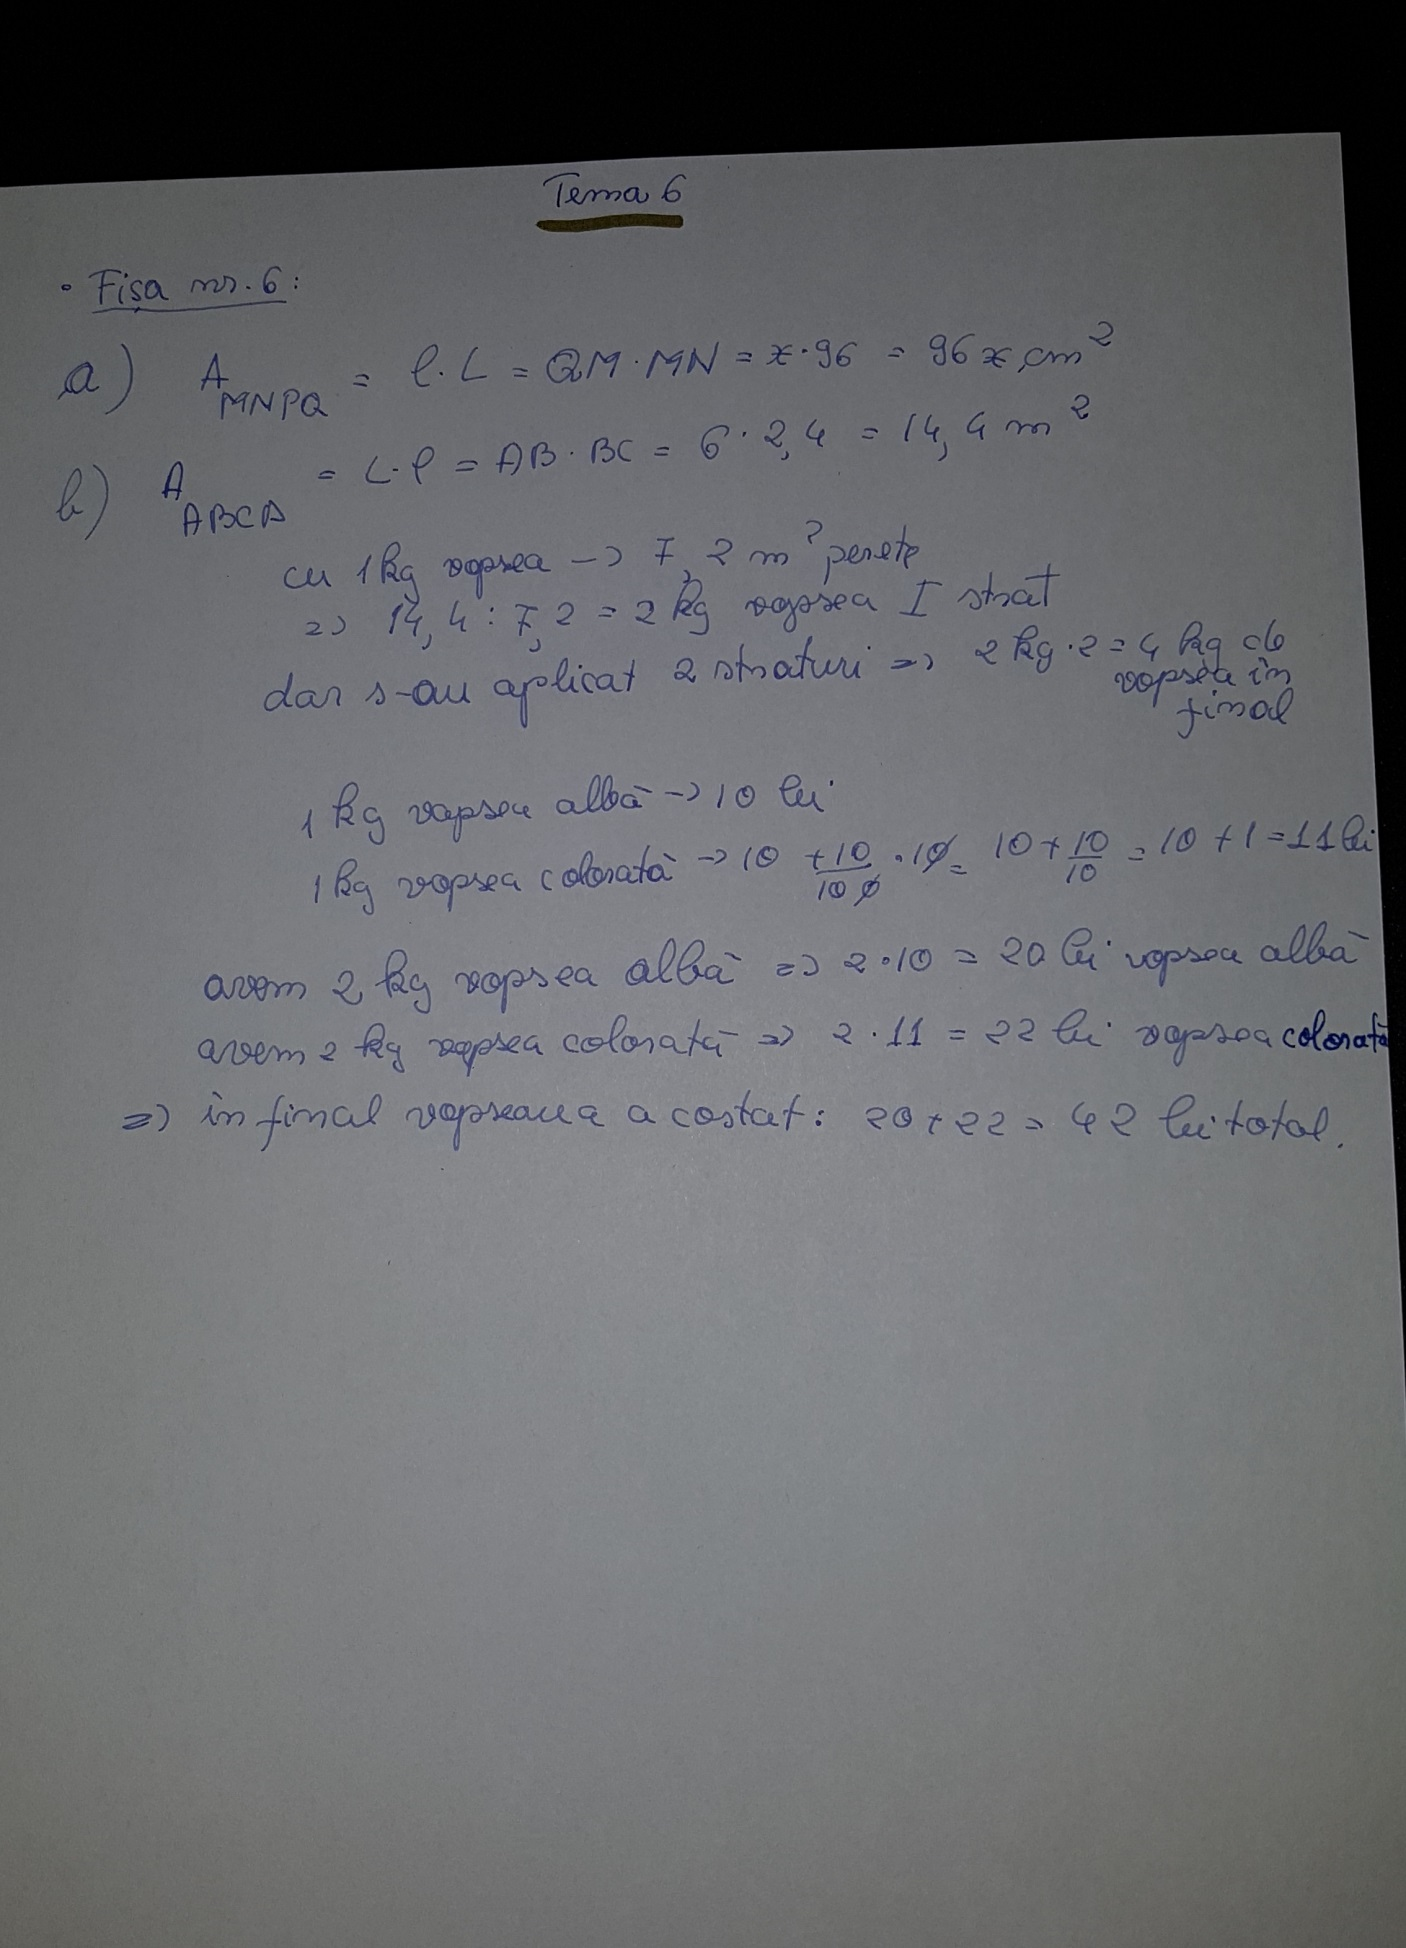 Tema 6
• Fișa nr. 6:
a) A MNPQ = l.L = QM.MN = x.96 = 96x cm²
b) A ABCD = L.l = AB.BC = 6.2,4 = 14,4 m²
cu 1 kg vopsea -> 7,2 m² perete
=> 14,4 : 7,2 = 2 kg vopsea I strat
dar s-au aplicat 2 straturi => 2 kg.2 = 4 kg de
vopsea în
final
1 kg vopsea albă -> 10 lei
1 kg vopsea colorată -> 10 + 10/100 . 10 = 10 + 10/10 = 10 + 1 = 11 lei
avem 2 kg vopsea albă => 2.10 = 20 lei vopsea albă
avem 2 kg vopsea colorată => 2.11 = 22 lei vopsea colorată
=> în final vopseaua a costat: 20 + 22 = 42 lei total.